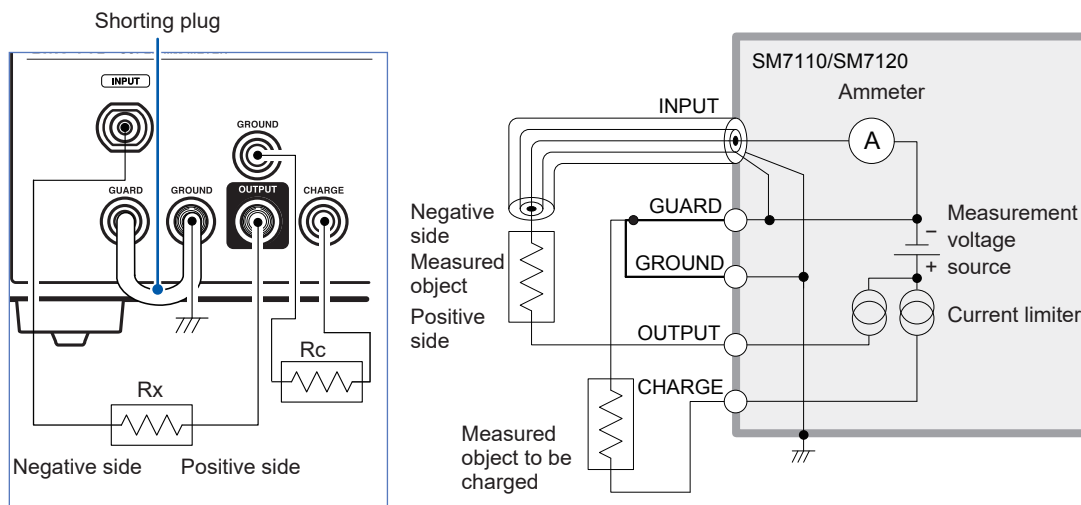 Shorting plug
INPUT
GROUND
GUARD
GROUND
OUTPUT
CHARGE
Rc
Rx
Negative side
Positive side
SM7110/SM7120
Ammeter
INPUT
A
Negative
side
Measured
object
Positive
side
GUARD
GROUND
OUTPUT
CHARGE
−
+
Measurement
voltage
source
Current limiter
Measured
object to be
charged